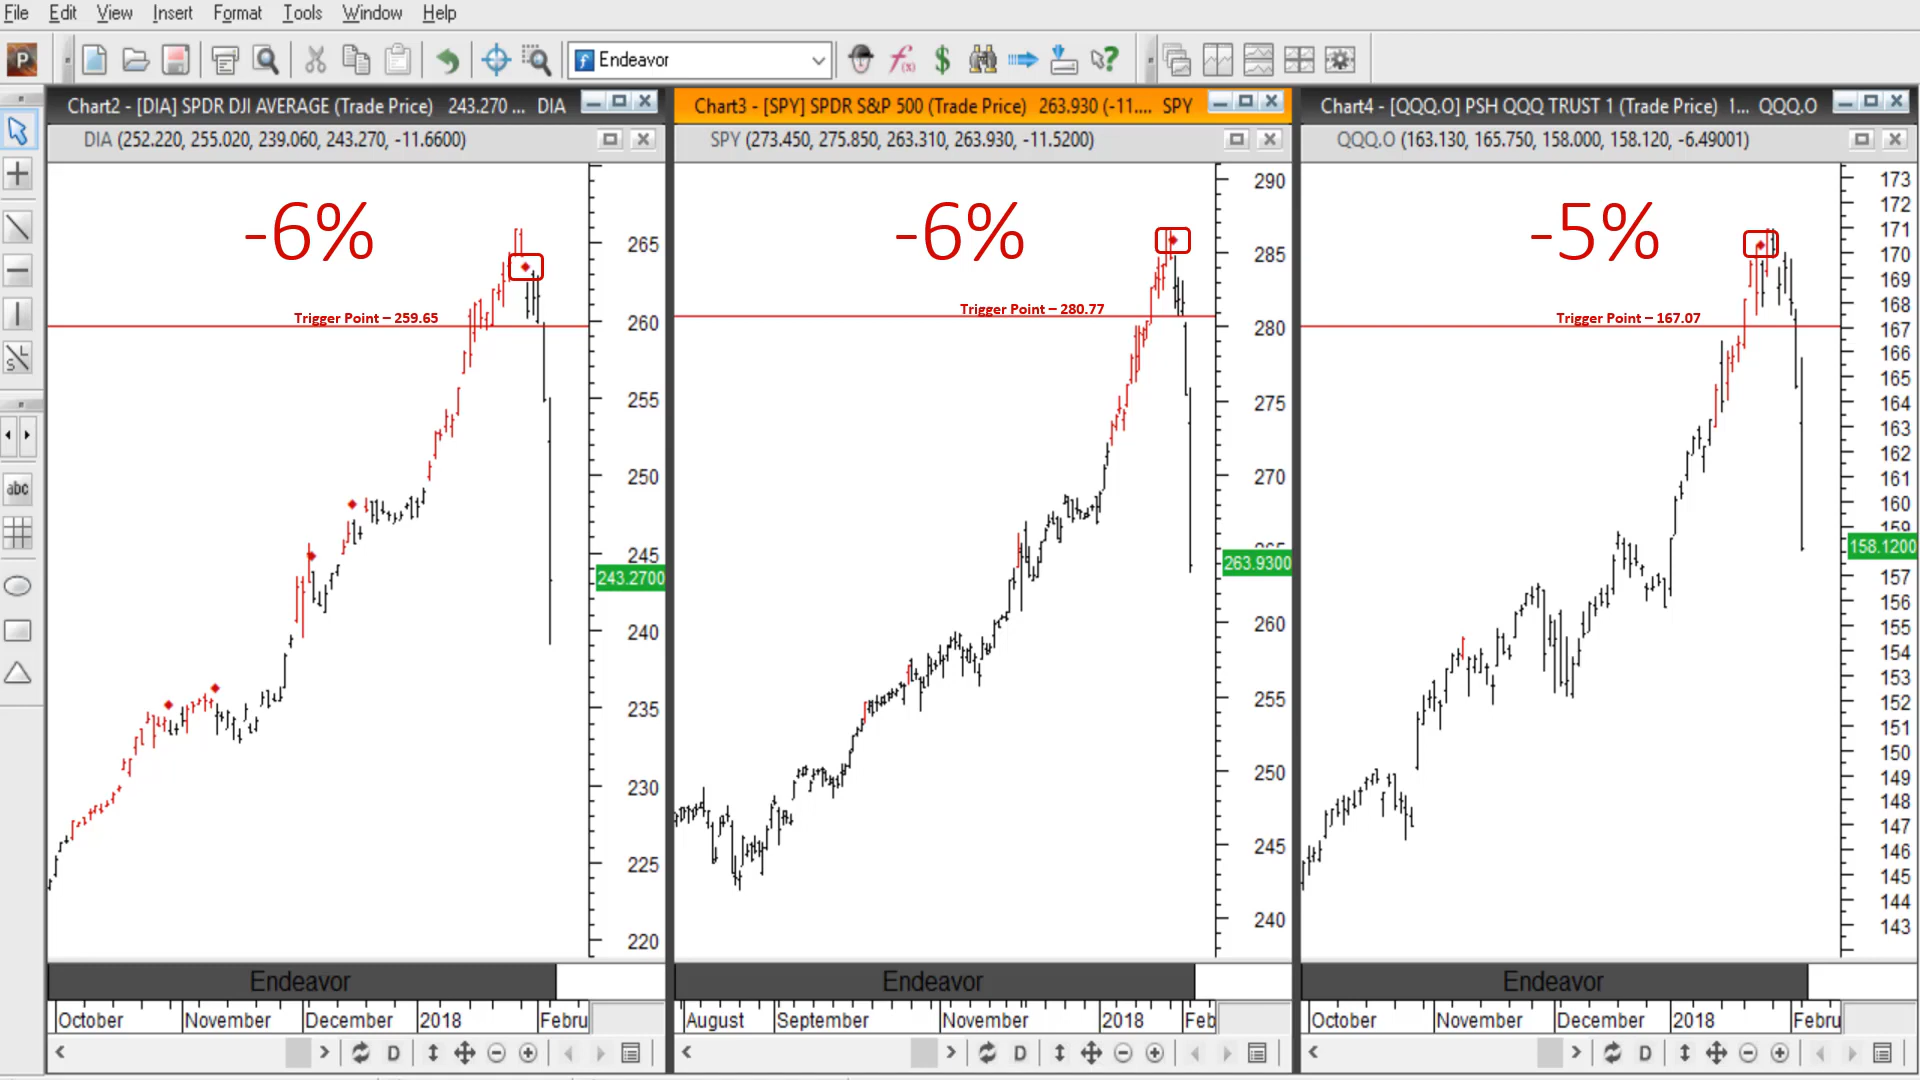 File Edit View Insert Format Tools Window Help
P Endeavor f(x) $ ?
Chart2 - [DIA] SPDR DJI AVERAGE (Trade Price) 243.270 ... DIA
DIA (252.220, 255.020, 239.060, 243.270, -11.6600)
-6%
Trigger Point – 259.65
265
260
255
250
245
243.2700
240
235
230
225
220
Endeavor
October November December 2018 Febru
D
Chart3 - [SPY] SPDR S&P 500 (Trade Price) 263.930 (-11.... SPY
SPY (273.450, 275.850, 263.310, 263.930, -11.5200)
-6%
Trigger Point – 280.77
290
285
280
275
270
265
263.9300
260
255
250
245
240
Endeavor
August September November 2018 Feb
D
Chart4 - [QQQ.O] PSH QQQ TRUST 1 (Trade Price) 1... QQQ.O
QQQ.O (163.130, 165.750, 158.000, 158.120, -6.49001)
-5%
Trigger Point – 167.07
173
172
171
170
169
168
167
166
165
164
163
162
161
160
159
158.1200
157
156
155
154
153
152
151
150
149
148
147
146
145
144
143
Endeavor
October November December 2018 Febru
D
S
abc